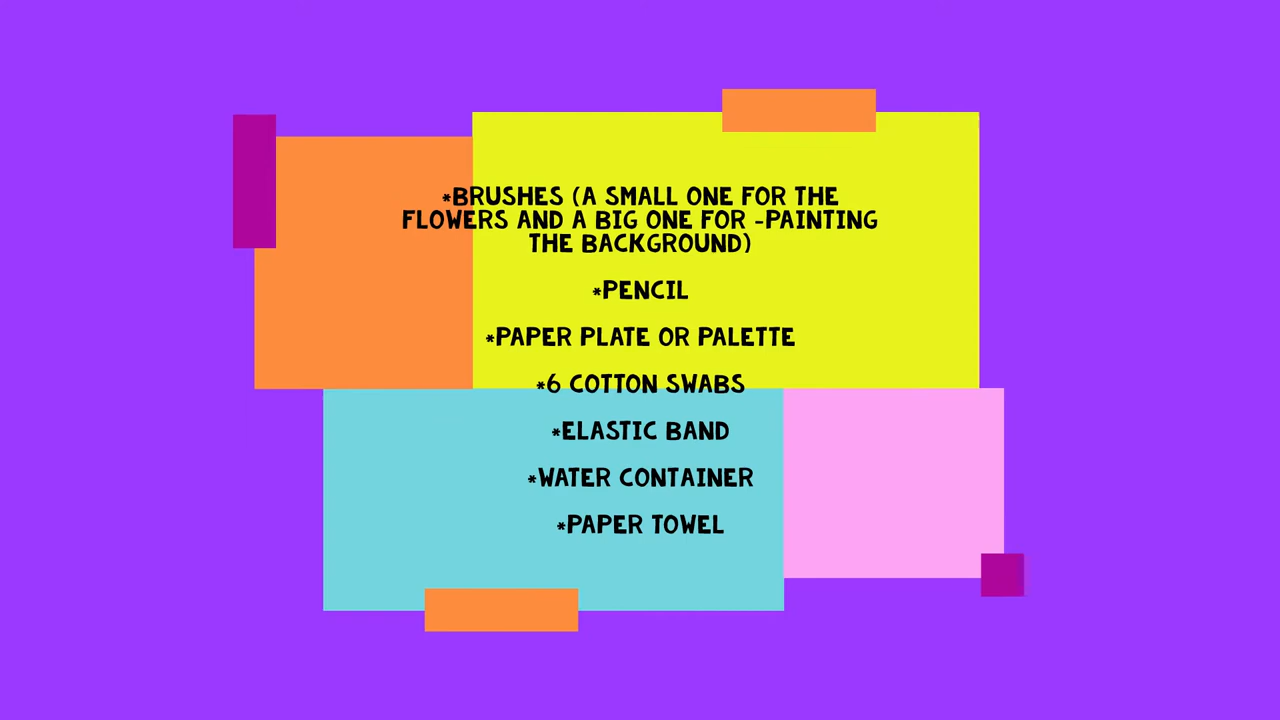 *BRUSHES (A SMALL ONE FOR THE
FLOWERS AND A BIG ONE FOR -PAINTING
THE BACKGROUND)
*PENCIL
*PAPER PLATE OR PALETTE
*6 COTTON SWABS
*ELASTIC BAND
*WATER CONTAINER
*PAPER TOWEL